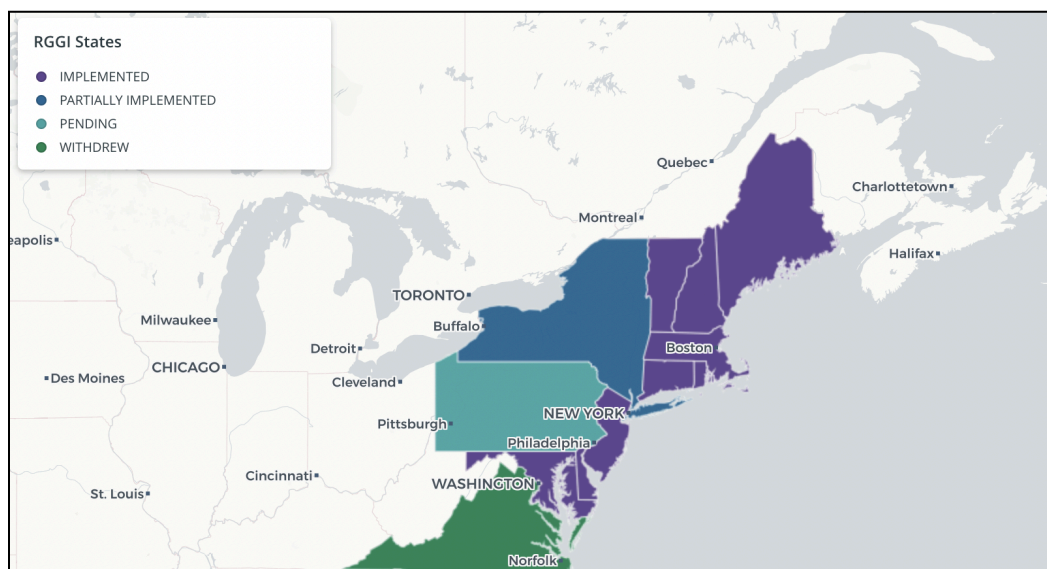 RGGI States
IMPLEMENTED
PARTIALLY IMPLEMENTED
PENDING
WITHDREW
Quebec
Charlottetown
Montreal
eapolis
Halifax
TORONTO
Milwaukee
Buffalo
Detroit
Boston
CHICAGO
Des Moines
Cleveland
NEW YORK
Pittsburgh
Philadelphia
Cincinnati
WASHINGTON
St. Louis
Norfolk